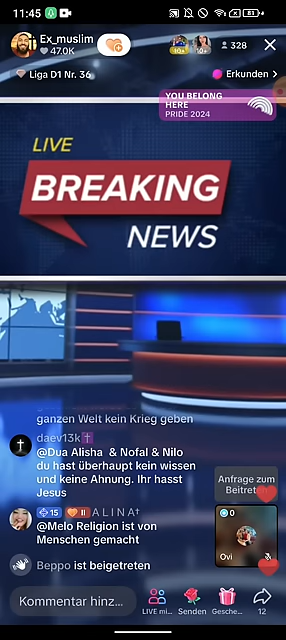 11:45
81
Ex_muslim
47.0K
328
Liga D1 Nr. 36
Erkunden >
YOU BELONG
HERE
PRIDE 2024
LIVE
BREAKING
NEWS
ganzen Welt kein Krieg geben
daev13k
@Dua Alisha & Nofal & Nilo
du hast überhaupt kein wissen
und keine Ahnung. Ihr hasst
Jesus
15 II A L I N A
@Melo Religion ist von
Menschen gemacht
Beppo ist beigetreten
Anfrage zum
Beitret
0
Ovi
Kommentar hinz...
LIVE mi...
Senden
Gesche...
12